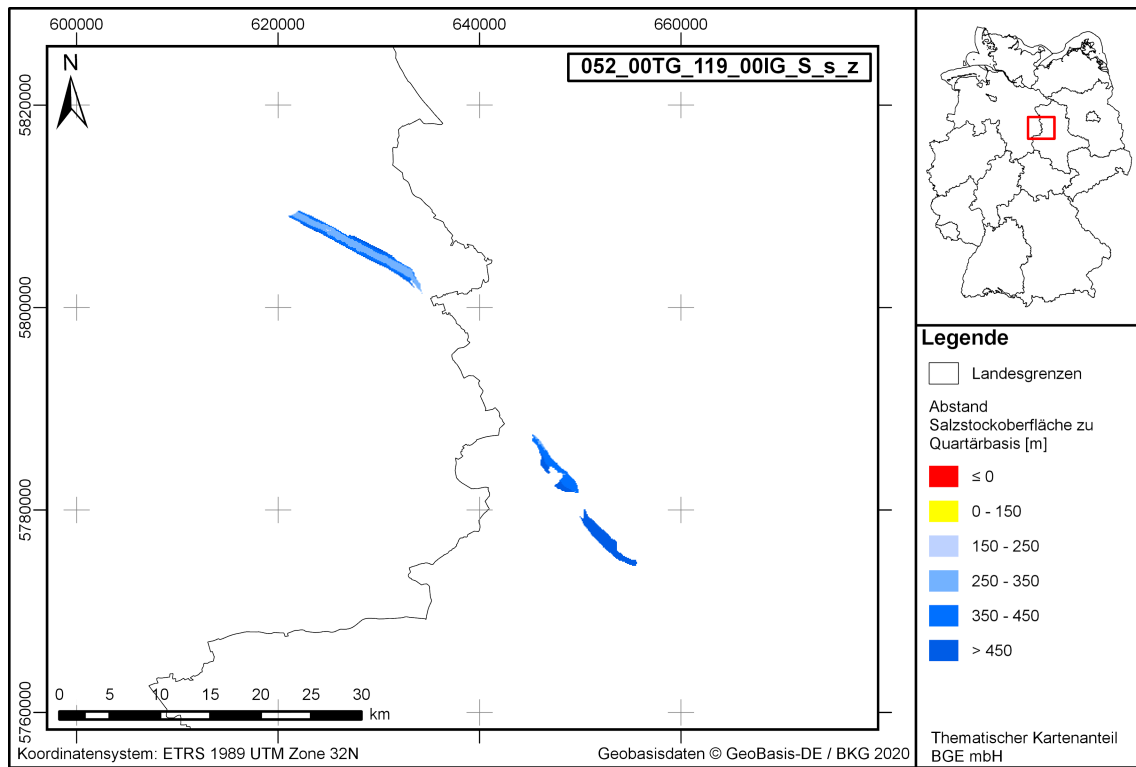 600000
620000
640000
660000
N
052_00TG_119_00IG_S_s_z
5820000
5800000
5780000
5760000
0
5
10
15
20
25
30
km
Koordinatensystem: ETRS 1989 UTM Zone 32N
Geobasisdaten © GeoBasis-DE / BKG 2020
Legende
Landesgrenzen
Abstand
Salzstockoberfläche zu
Quartärbasis [m]
≤ 0
0 - 150
150 - 250
250 - 350
350 - 450
> 450
Thematischer Kartenanteil
BGE mbH